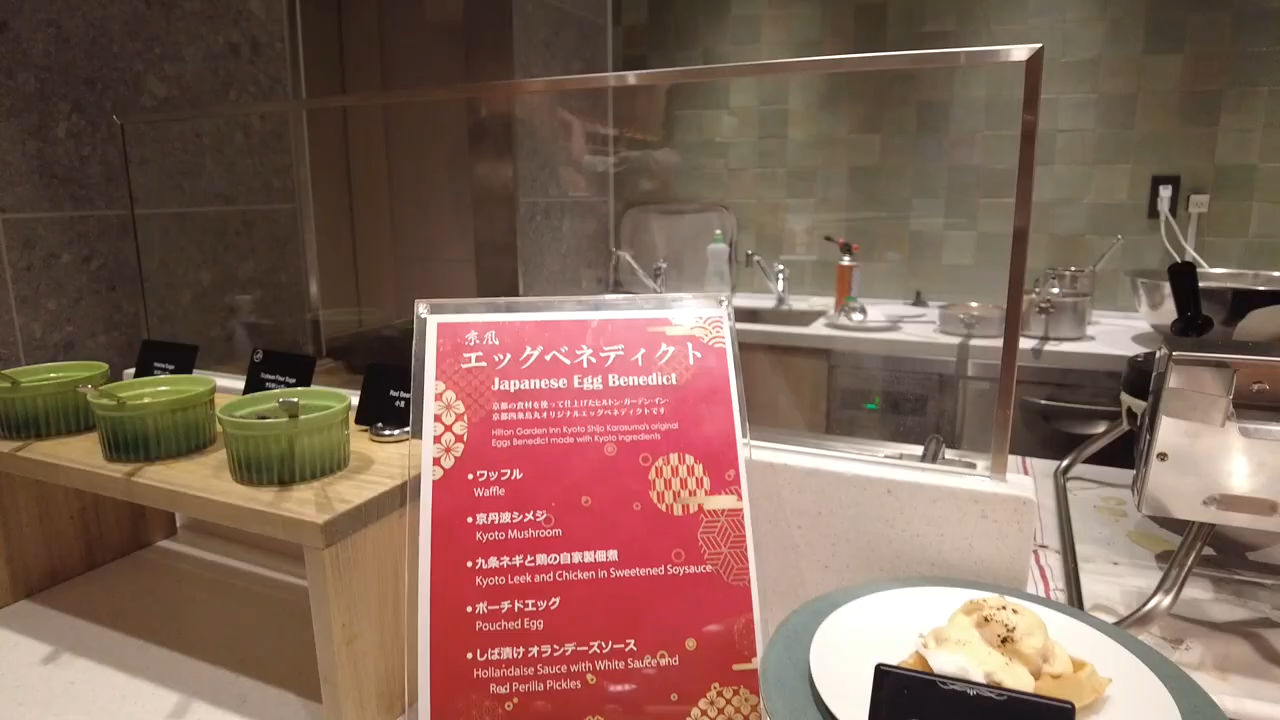 Soybean Flour Sugar
Red Bean
小豆
京風
エッグベネディクト
Japanese Egg Benedict
京都の食材を使って仕上げたヒルトン・ガーデン・イン・
京都四条烏丸オリジナルエッグベネディクトです
Hilton Garden Inn Kyoto Shijo Karasuma's original
Eggs Benedict made with Kyoto ingredients
• ワッフル
Waffle
• 京丹波シメジ
Kyoto Mushroom
• 九条ネギと鶏の自家製佃煮
Kyoto Leek and Chicken in Sweetened Soysauce
• ポーチドエッグ
Pouched Egg
• しば漬け オランデーズソース
Hollandaise Sauce with White Sauce and
Red Perilla Pickles